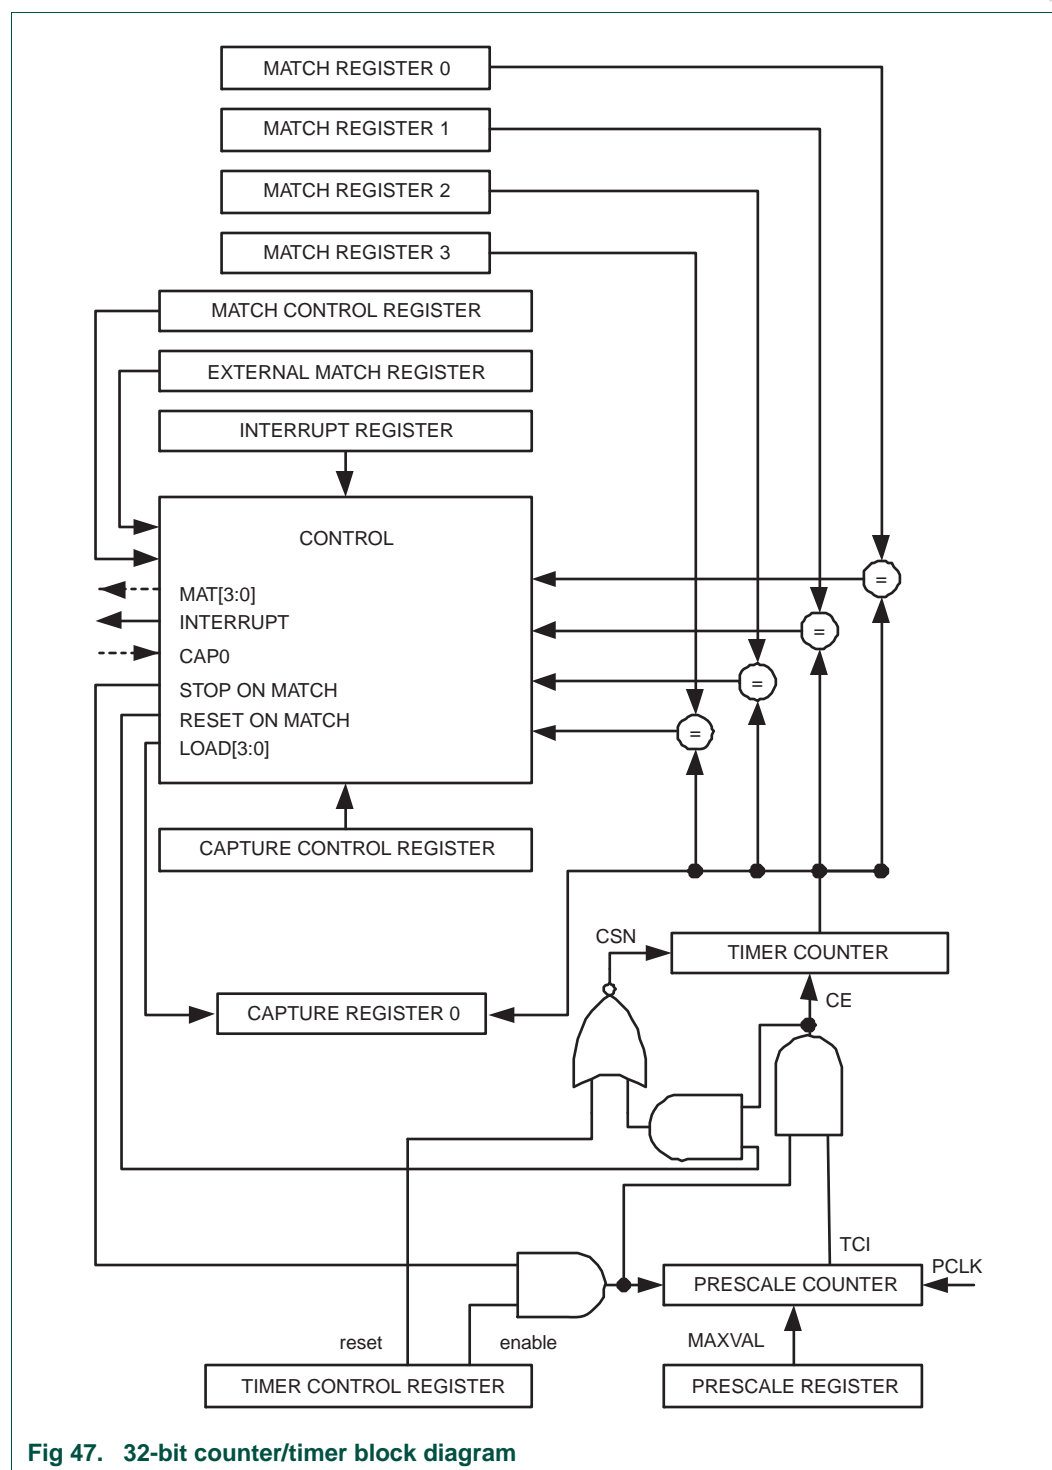 MATCH REGISTER 0
MATCH REGISTER 1
MATCH REGISTER 2
MATCH REGISTER 3
MATCH CONTROL REGISTER
EXTERNAL MATCH REGISTER
INTERRUPT REGISTER
CONTROL
=
MAT[3:0]
INTERRUPT
=
CAP0
STOP ON MATCH
=
RESET ON MATCH
=
LOAD[3:0]
CAPTURE CONTROL REGISTER
CSN
TIMER COUNTER
CE
CAPTURE REGISTER 0
TCI
PCLK
PRESCALE COUNTER
reset
enable
MAXVAL
TIMER CONTROL REGISTER
PRESCALE REGISTER
Fig 47. 32-bit counter/timer block diagram